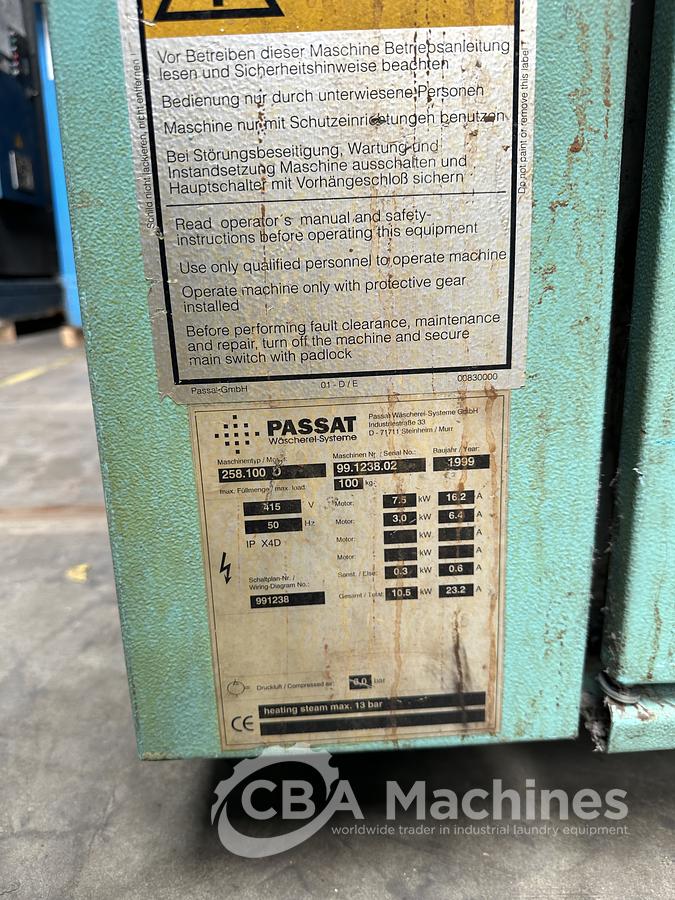 Vor Betreiben dieser Maschine Betriebsanleitung
lesen und Sicherheitshinweise beachten
Bedienung nur durch unterwiesene Personen
Maschine nur mit Schutzeinrichtungen benutzen
Bei Störungsbeseitigung, Wartung und
Instandsetzung Maschine ausschalten und
Hauptschalter mit Vorhängeschloß sichern
Read operator's manual and safety-
instructions before operating this equipment
Use only qualified personnel to operate machine
Operate machine only with protective gear
installed
Before performing fault clearance, maintenance
and repair, turn off the machine and secure
main switch with padlock
Schild nicht lackieren, nicht entfernen
Do not paint or remove this label
Passat-GmbH 01 - D / E 00830000
PASSAT
Wäscherei-Systeme
Passat Wäscherei-Systeme GmbH
Industriestraße 33
D - 71711 Steinheim / Murr
Maschinentyp / Maschinen Nr. / Serial No.: Baujahr / Year:
258.100 99.1238.02 1999
max. Füllmenge / max. load 100 kg
415 V Motor: 7.5 kW 16.2 A
50 Hz Motor: 3.0 kW 6.4 A
IP X4D Motor: kW A
Motor: kW A
Sonst. / Else: 0.3 kW 0.6 A
Schaltplan-Nr. /
Wiring-Diagram No.:
991238 Gesamt / Total: 10.5 kW 23.2 A
Druckluft / Compressed air: 6.0 bar
CE heating steam max. 13 bar
CBA Machines
worldwide trader in industrial laundry equipment